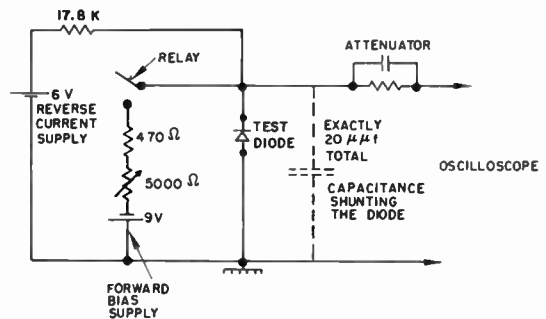 17.8 K
RELAY
ATTENUATOR
6 V
REVERSE
CURRENT
SUPPLY
470 Ω
5000 Ω
9V
TEST
DIODE
EXACTLY
20 μμf
TOTAL
CAPACITANCE
SHUNTING
THE DIODE
OSCILLOSCOPE
FORWARD
BIAS
SUPPLY